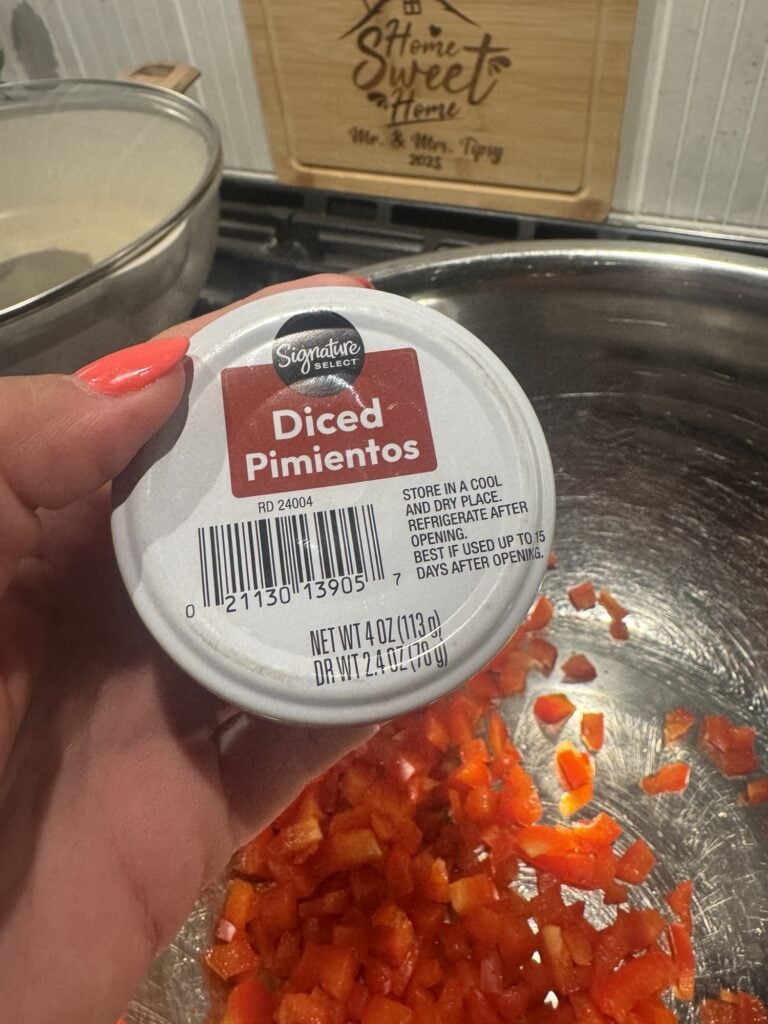 Home
Sweet
Home
Mr. & Mrs. Tipsy
2025
Signature
SELECT
Diced
Pimientos
RD 24004
STORE IN A COOL
AND DRY PLACE.
REFRIGERATE AFTER
OPENING.
BEST IF USED UP TO 15
DAYS AFTER OPENING.
0 21130 13905 7
NET WT 4 OZ (113 g)
DR WT 2.4 OZ (70 g)